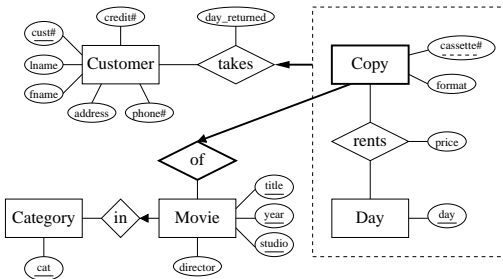 credit#
day_returned
cust#
cassette#
lname
Customer
takes
Copy
fname
format
address
phone#
of
rents
price
title
Category
in
Movie
year
Day
day
studio
cat
director